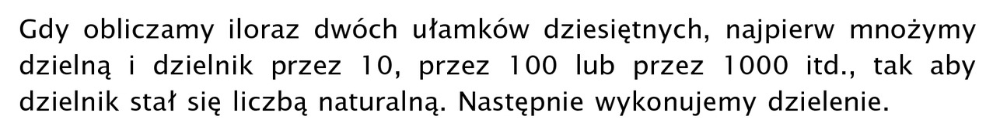 Gdy obliczamy iloraz dwóch ułamków dziesiętnych, najpierw mnożymy
dzielną i dzielnik przez 10, przez 100 lub przez 1000 itd., tak aby
dzielnik stał się liczbą naturalną. Następnie wykonujemy dzielenie.